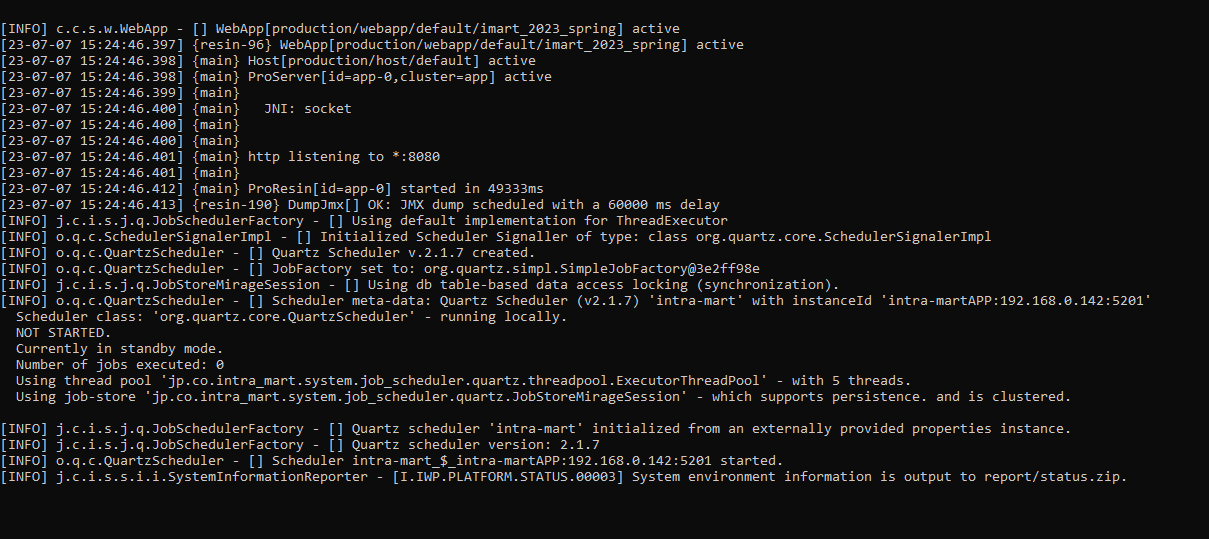 [INFO] c.c.s.w.WebApp - [] WebApp[production/webapp/default/imart_2023_spring] active
[23-07-07 15:24:46.397] {resin-96} WebApp[production/webapp/default/imart_2023_spring] active
[23-07-07 15:24:46.398] {main} Host[production/host/default] active
[23-07-07 15:24:46.398] {main} ProServer[id=app-0,cluster=app] active
[23-07-07 15:24:46.399] {main}
[23-07-07 15:24:46.400] {main}   JNI: socket
[23-07-07 15:24:46.400] {main}
[23-07-07 15:24:46.400] {main}
[23-07-07 15:24:46.401] {main} http listening to *:8080
[23-07-07 15:24:46.401] {main}
[23-07-07 15:24:46.412] {main} ProResin[id=app-0] started in 49333ms
[23-07-07 15:24:46.413] {resin-190} DumpJmx[] OK: JMX dump scheduled with a 60000 ms delay
[INFO] j.c.i.s.j.q.JobSchedulerFactory - [] Using default implementation for ThreadExecutor
[INFO] o.q.c.SchedulerSignalerImpl - [] Initialized Scheduler Signaller of type: class org.quartz.core.SchedulerSignalerImpl
[INFO] o.q.c.QuartzScheduler - [] Quartz Scheduler v.2.1.7 created.
[INFO] o.q.c.QuartzScheduler - [] JobFactory set to: org.quartz.simpl.SimpleJobFactory@3e2ff98e
[INFO] j.c.i.s.j.q.JobStoreMirageSession - [] Using db table-based data access locking (synchronization).
[INFO] o.q.c.QuartzScheduler - [] Scheduler meta-data: Quartz Scheduler (v2.1.7) 'intra-mart' with instanceId 'intra-martAPP:192.168.0.142:5201'
  Scheduler class: 'org.quartz.core.QuartzScheduler' - running locally.
  NOT STARTED.
  Currently in standby mode.
  Number of jobs executed: 0
  Using thread pool 'jp.co.intra_mart.system.job_scheduler.quartz.threadpool.ExecutorThreadPool' - with 5 threads.
  Using job-store 'jp.co.intra_mart.system.job_scheduler.quartz.JobStoreMirageSession' - which supports persistence. and is clustered.
[INFO] j.c.i.s.j.q.JobSchedulerFactory - [] Quartz scheduler 'intra-mart' initialized from an externally provided properties instance.
[INFO] j.c.i.s.j.q.JobSchedulerFactory - [] Quartz scheduler version: 2.1.7
[INFO] o.q.c.QuartzScheduler - [] Scheduler intra-mart_$_intra-martAPP:192.168.0.142:5201 started.
[INFO] j.c.i.s.s.i.i.SystemInformationReporter - [I.IWP.PLATFORM.STATUS.00003] System environment information is output to report/status.zip.